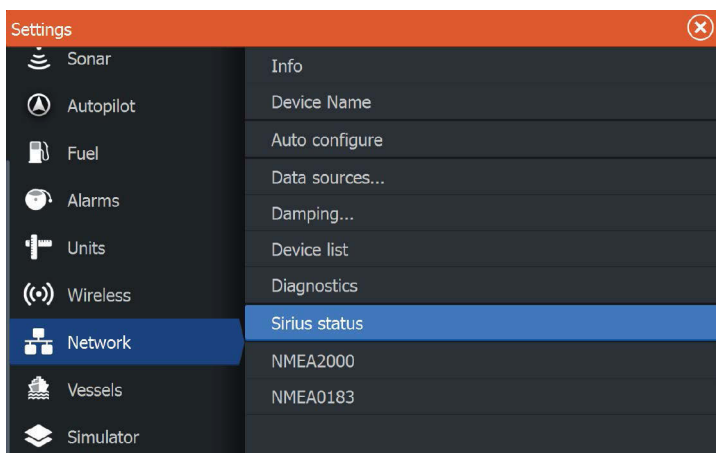 Settings
Sonar
Autopilot
Fuel
Alarms
Units
Wireless
Network
Vessels
Simulator
Info
Device Name
Auto configure
Data sources...
Damping...
Device list
Diagnostics
Sirius status
NMEA2000
NMEA0183